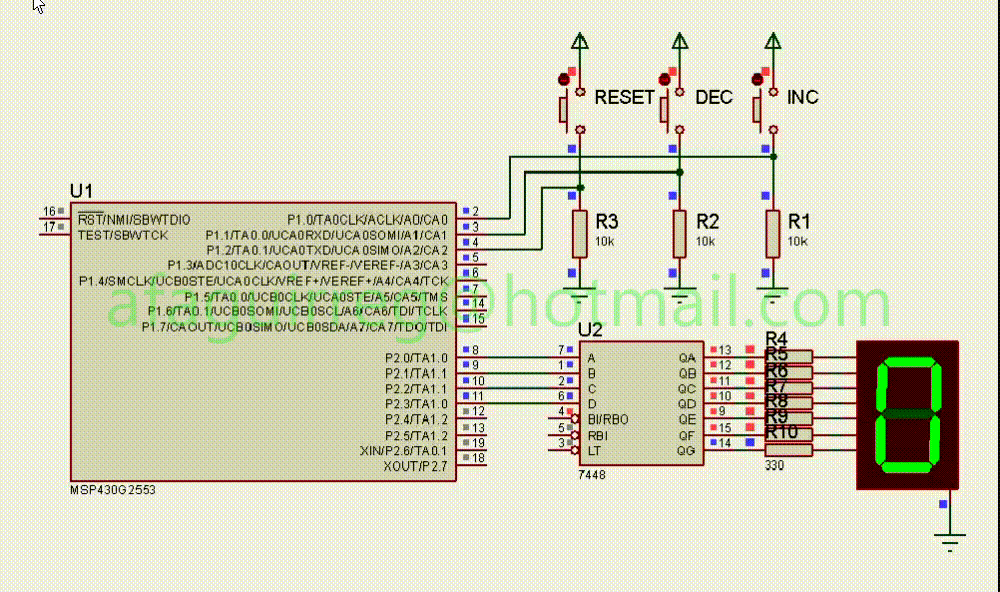 RESET DEC INC
U1
16 RST/NMI/SBWTDIO P1.0/TA0CLK/ACLK/A0/CA0 2
17 TEST/SBWTCK P1.1/TA0.0/UCA0RXD/UCA0SOMI/A1/CA1 3
P1.2/TA0.1/UCA0TXD/UCA0SIMO/A2/CA2 4
P1.3/ADC10CLK/CAOUT/VREF-/VEREF-/A3/CA3 5
P1.4/SMCLK/UCB0STE/UCA0CLK/VREF+/VEREF+/A4/CA4/TCK 6
P1.5/TA0.0/UCB0CLK/UCA0STE/A5/CA5/TMS 7
P1.6/TA0.1/UCB0SOMI/UCB0SCL/A6/CA6/TDI/TCLK 14
P1.7/CAOUT/UCB0SIMO/UCB0SDA/A7/CA7/TDO/TDI 15
P2.0/TA1.0 8
P2.1/TA1.1 9
P2.2/TA1.1 10
P2.3/TA1.0 11
P2.4/TA1.2 12
P2.5/TA1.2 13
XIN/P2.6/TA0.1 19
XOUT/P2.7 18
MSP430G2553
R3 R2 R1
10k 10k 10k
@hotmail.com
U2
7 A QA 13
1 B QB 12
2 C QC 11
6 D QD 10
4 BI/RBO QE 9
5 RBI QF 15
3 LT QG 14
7448
R4
R5
R6
R7
R8
R9
R10
330
0